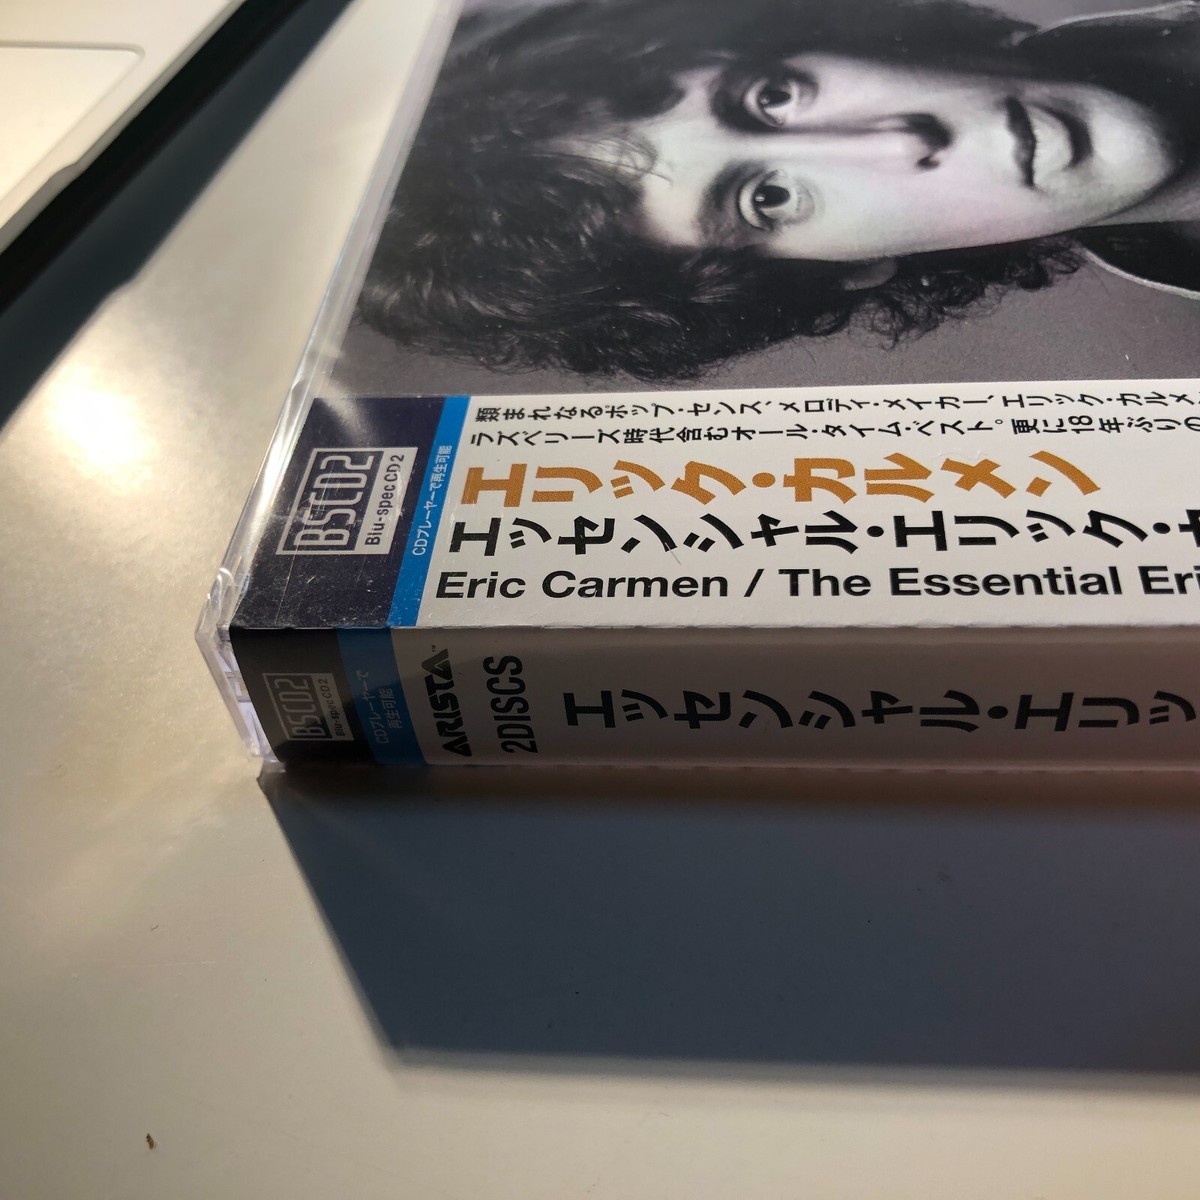 類まれなるポップ・センス、メロディ・メイカー、エリック・カルメン
ラズベリーズ時代含むオール・タイム・ベスト。更に18年ぶりの
エリック・カルメン
エッセンシャル・エリック・
Eric Carmen / The Essential Eri
BSCD2
Blu-spec CD 2
CDプレーヤーで再生可能
BSCD2
Blu-spec CD 2
CDプレーヤーで
再生可能
ARISTA™
2DISCS
エッセンシャル・エリッ